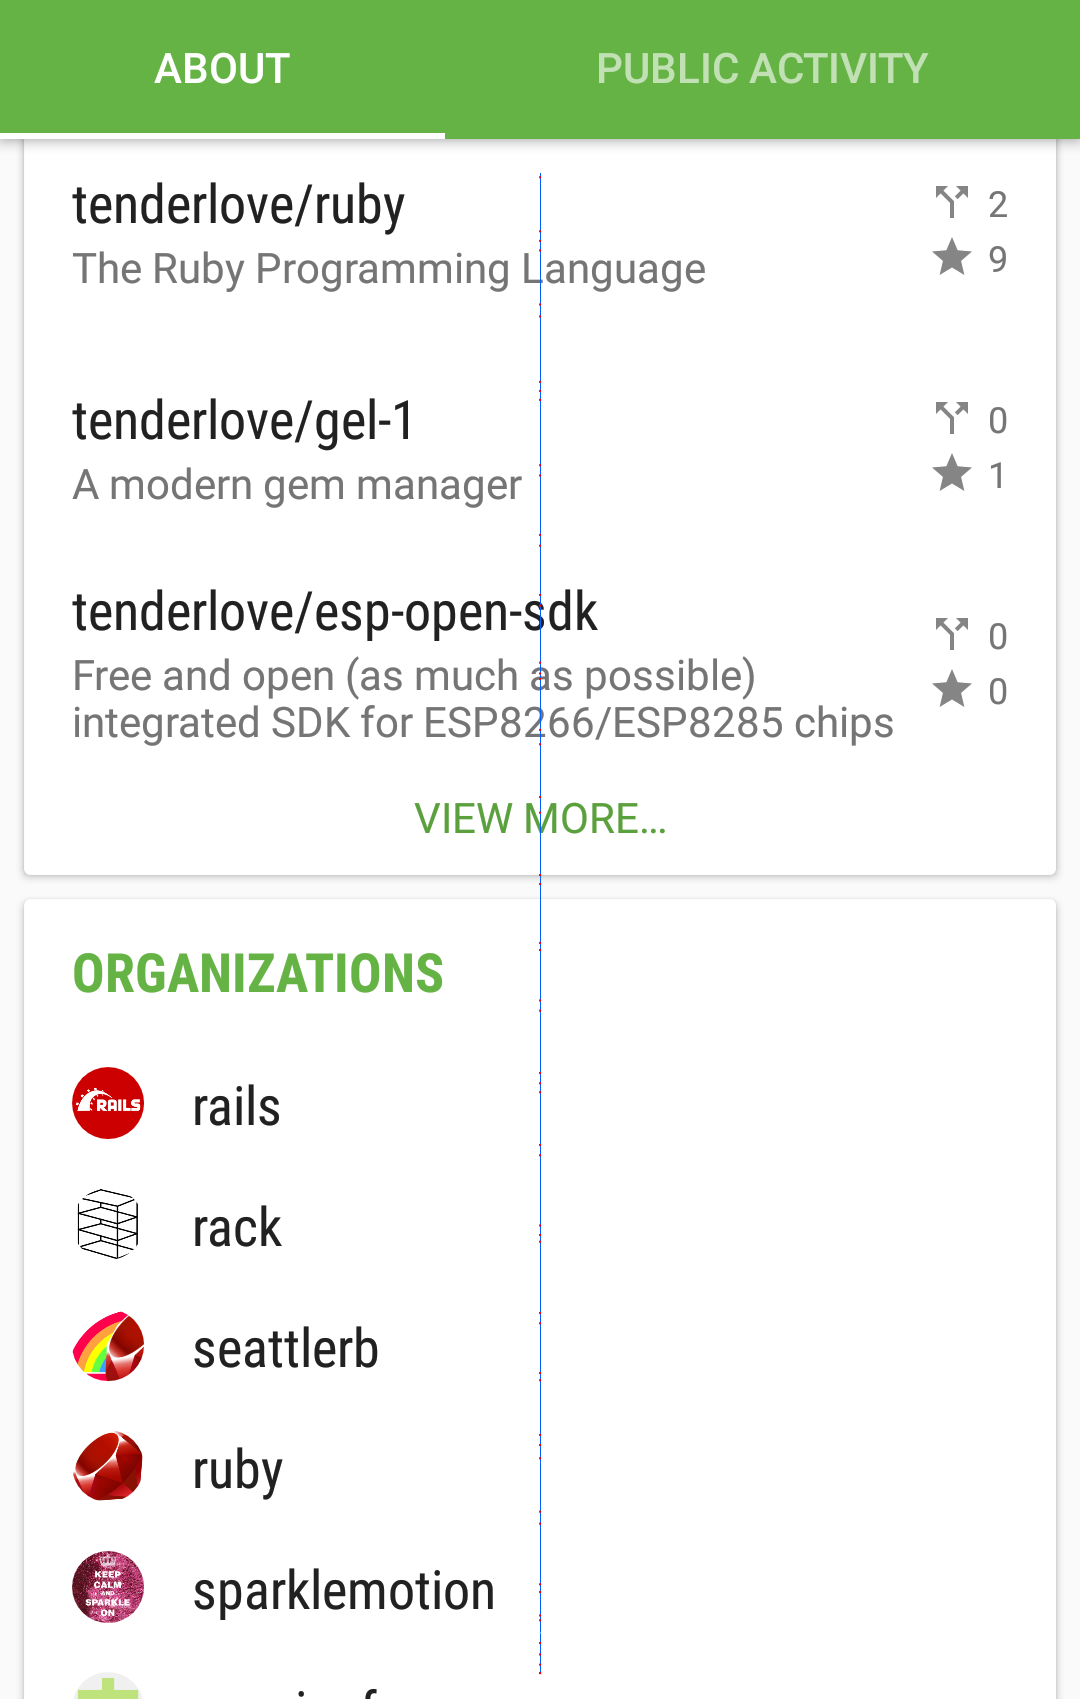 ABOUT
PUBLIC ACTIVITY
tenderlove/ruby
2
The Ruby Programming Language
9
tenderlove/gel-1
0
A modern gem manager
1
tenderlove/esp-open-sdk
0
Free and open (as much as possible)
integrated SDK for ESP8266/ESP8285 chips
0
VIEW MORE...
ORGANIZATIONS
RAILS
rails
rack
seattlerb
ruby
KEEP
CALM
AND
SPARKLE
ON
sparklemotion